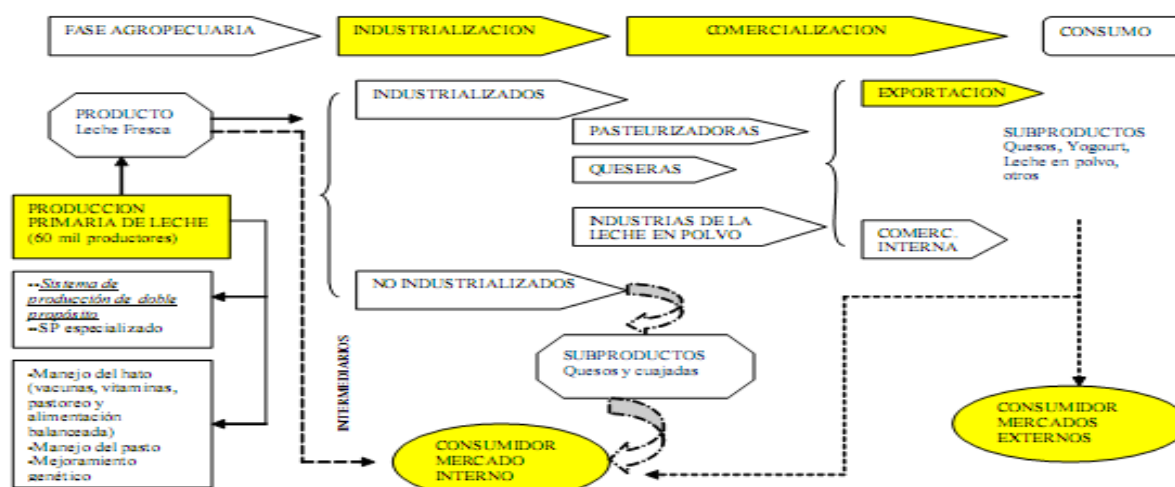 FASE AGROPECUARIA
INDUSTRIALIZACION
COMERCIALIZACION
CONSUMO
PRODUCTO
Leche Fresca
INDUSTRIALIZADOS
EXPORTACION
PASTEURIZADORAS
QUESERAS
INDUSTRIAS DE LA
LECHE EN POLVO
SUBPRODUCTOS
Quesos, Yogourt,
Leche en polvo,
otros
COMERC.
INTERNA
PRODUCCION
PRIMARIA DE LECHE
(60 mil productores)
--Sistema de
producción de doble
propósito
--SP especializado
NO INDUSTRIALIZADOS
SUBPRODUCTOS
Quesos y cuajadas
INTERMEDIARIOS
-Manejo del hato
(vacunas, vitaminas,
pastoreo y
alimentación
balanceada)
-Manejo del pasto
-Mejoramiento
genético
CONSUMIDOR
MERCADO
INTERNO
CONSUMIDOR
MERCADOS
EXTERNOS